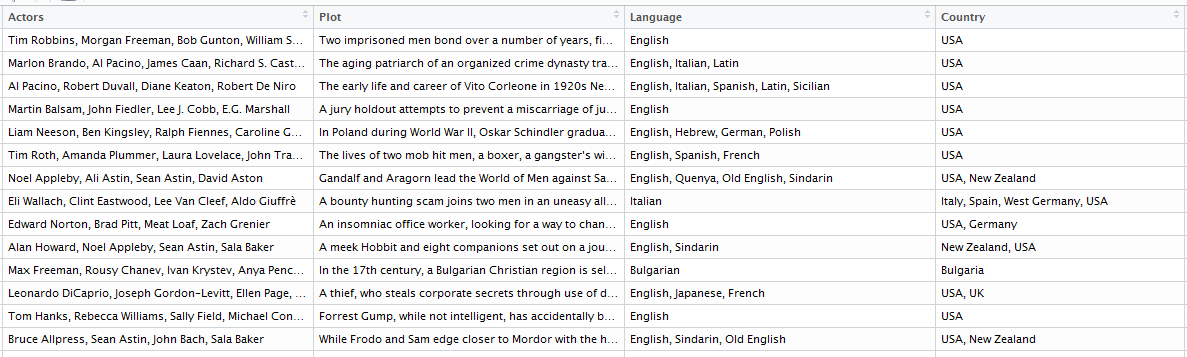 Actors Plot Language Country
Tim Robbins, Morgan Freeman, Bob Gunton, William S... Two imprisoned men bond over a number of years, fi... English USA
Marlon Brando, Al Pacino, James Caan, Richard S. Cast... The aging patriarch of an organized crime dynasty tra... English, Italian, Latin USA
Al Pacino, Robert Duvall, Diane Keaton, Robert De Niro The early life and career of Vito Corleone in 1920s Ne... English, Italian, Spanish, Latin, Sicilian USA
Martin Balsam, John Fiedler, Lee J. Cobb, E.G. Marshall A jury holdout attempts to prevent a miscarriage of ju... English USA
Liam Neeson, Ben Kingsley, Ralph Fiennes, Caroline G... In Poland during World War II, Oskar Schindler gradua... English, Hebrew, German, Polish USA
Tim Roth, Amanda Plummer, Laura Lovelace, John Tra... The lives of two mob hit men, a boxer, a gangster's wi... English, Spanish, French USA
Noel Appleby, Ali Astin, Sean Astin, David Aston Gandalf and Aragorn lead the World of Men against Sa... English, Quenya, Old English, Sindarin USA, New Zealand
Eli Wallach, Clint Eastwood, Lee Van Cleef, Aldo Giuffrè A bounty hunting scam joins two men in an uneasy all... Italian Italy, Spain, West Germany, USA
Edward Norton, Brad Pitt, Meat Loaf, Zach Grenier An insomniac office worker, looking for a way to chan... English USA, Germany
Alan Howard, Noel Appleby, Sean Astin, Sala Baker A meek Hobbit and eight companions set out on a jou... English, Sindarin New Zealand, USA
Max Freeman, Rousy Chanev, Ivan Krystev, Anya Penc... In the 17th century, a Bulgarian Christian region is sel... Bulgarian Bulgaria
Leonardo DiCaprio, Joseph Gordon-Levitt, Ellen Page, ... A thief, who steals corporate secrets through use of d... English, Japanese, French USA, UK
Tom Hanks, Rebecca Williams, Sally Field, Michael Con... Forrest Gump, while not intelligent, has accidentally b... English USA
Bruce Allpress, Sean Astin, John Bach, Sala Baker While Frodo and Sam edge closer to Mordor with the h... English, Sindarin, Old English USA, New Zealand